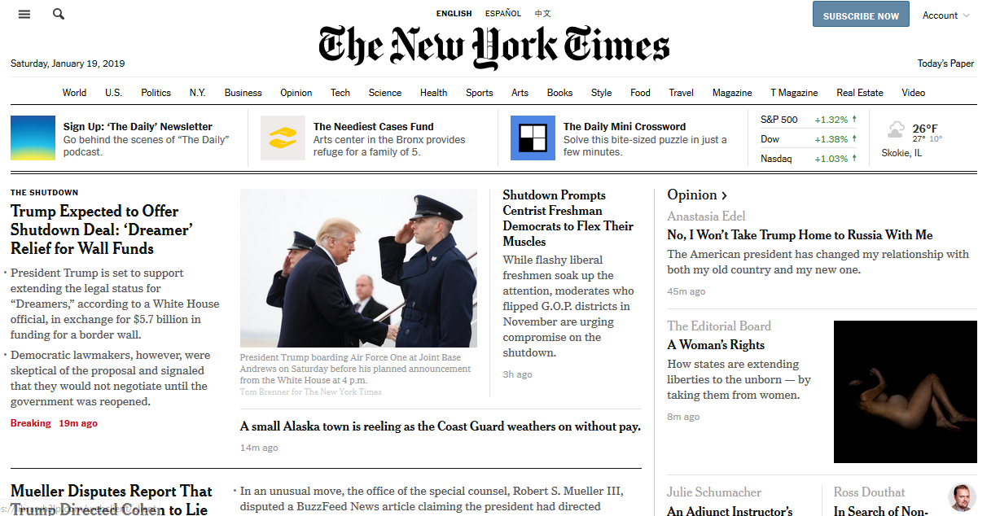 ENGLISH ESPAÑOL 中文
SUBSCRIBE NOW
Account
The New York Times
Saturday, January 19, 2019
Today's Paper
World U.S. Politics N.Y. Business Opinion Tech Science Health Sports Arts Books Style Food Travel Magazine T Magazine Real Estate Video
Sign Up: ‘The Daily’ Newsletter
Go behind the scenes of “The Daily”
podcast.
The Neediest Cases Fund
Arts center in the Bronx provides
refuge for a family of 5.
The Daily Mini Crossword
Solve this bite-sized puzzle in just a
few minutes.
S&P 500 +1.32% ↑
Dow +1.38% ↑
Nasdaq +1.03% ↑
26°F
27° 10°
Skokie, IL
THE SHUTDOWN
Trump Expected to Offer
Shutdown Deal: ‘Dreamer’
Relief for Wall Funds
• President Trump is set to support
extending the legal status for
“Dreamers,” according to a White House
official, in exchange for $5.7 billion in
funding for a border wall.
• Democratic lawmakers, however, were
skeptical of the proposal and signaled
that they would not negotiate until the
government was reopened.
Breaking 19m ago
President Trump boarding Air Force One at Joint Base
Andrews on Saturday before his planned announcement
from the White House at 4 p.m.
Tom Brenner for The New York Times
Shutdown Prompts
Centrist Freshman
Democrats to Flex Their
Muscles
While flashy liberal
freshmen soak up the
attention, moderates who
flipped G.O.P. districts in
November are urging
compromise on the
shutdown.
3h ago
A small Alaska town is reeling as the Coast Guard weathers on without pay.
14m ago
Opinion >
Anastasia Edel
No, I Won’t Take Trump Home to Russia With Me
The American president has changed my relationship with
both my old country and my new one.
45m ago
The Editorial Board
A Woman’s Rights
How states are extending
liberties to the unborn — by
taking them from women.
8m ago
Mueller Disputes Report That
Trump Directed Cohen to Lie
• In an unusual move, the office of the special counsel, Robert S. Mueller III,
disputed a BuzzFeed News article claiming the president had directed
Julie Schumacher
An Adjunct Instructor’s
Ross Douthat
In Search of Non-